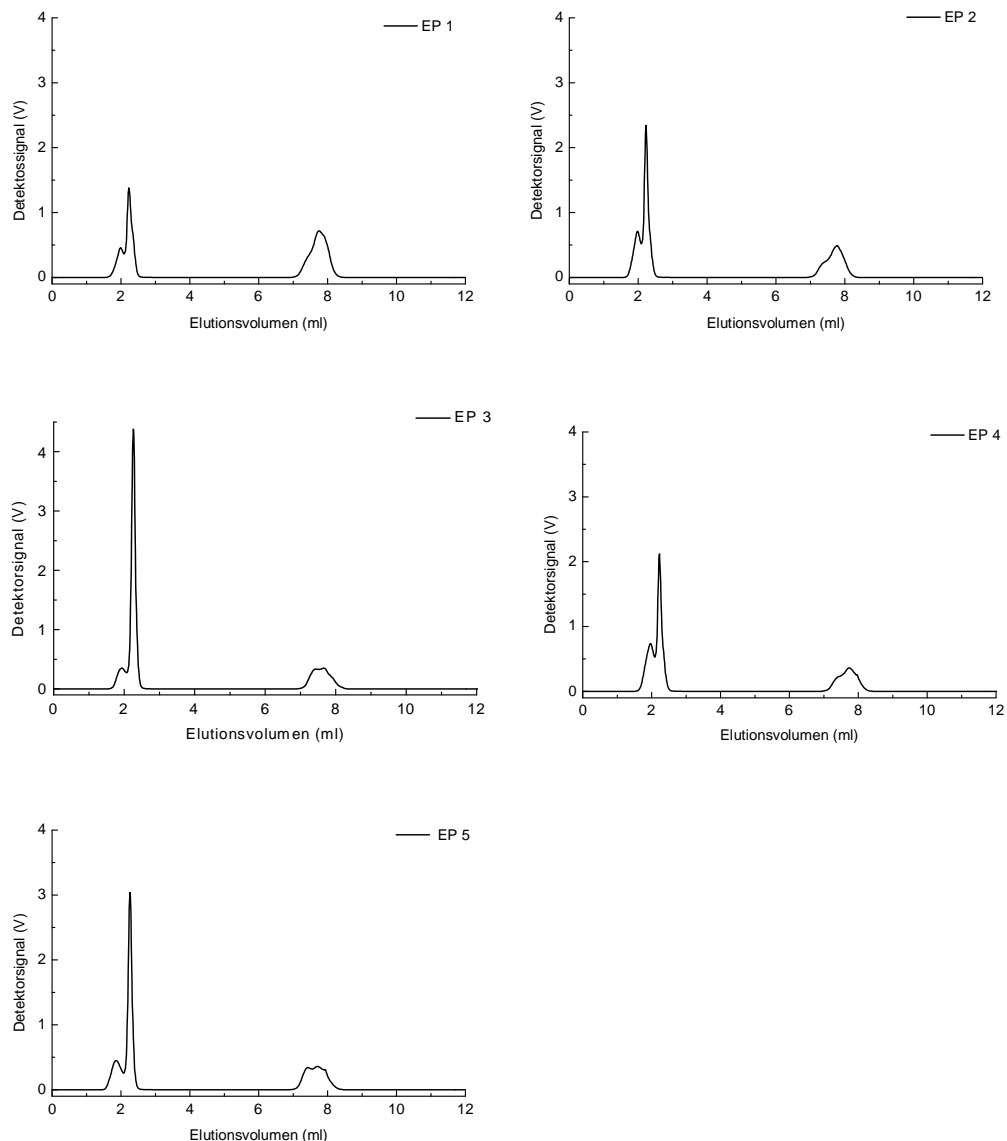 EP 1
Detektossignal (V)
4
3
2
1
0
0 2 4 6 8 10 12
Elutionsvolumen (ml)
EP 2
Detektorsignal (V)
4
3
2
1
0
0 2 4 6 8 10 12
Elutionsvolumen (ml)
EP 3
Detektorsignal (V)
4
3
2
1
0
0 2 4 6 8 10 12
Elutionsvolumen (ml)
EP 4
Detektorsignal (V)
4
3
2
1
0
0 2 4 6 8 10 12
Elutionsvolumen (ml)
EP 5
Detektorsignal (V)
4
3
2
1
0
0 2 4 6 8 10 12
Elutionsvolumen (ml)